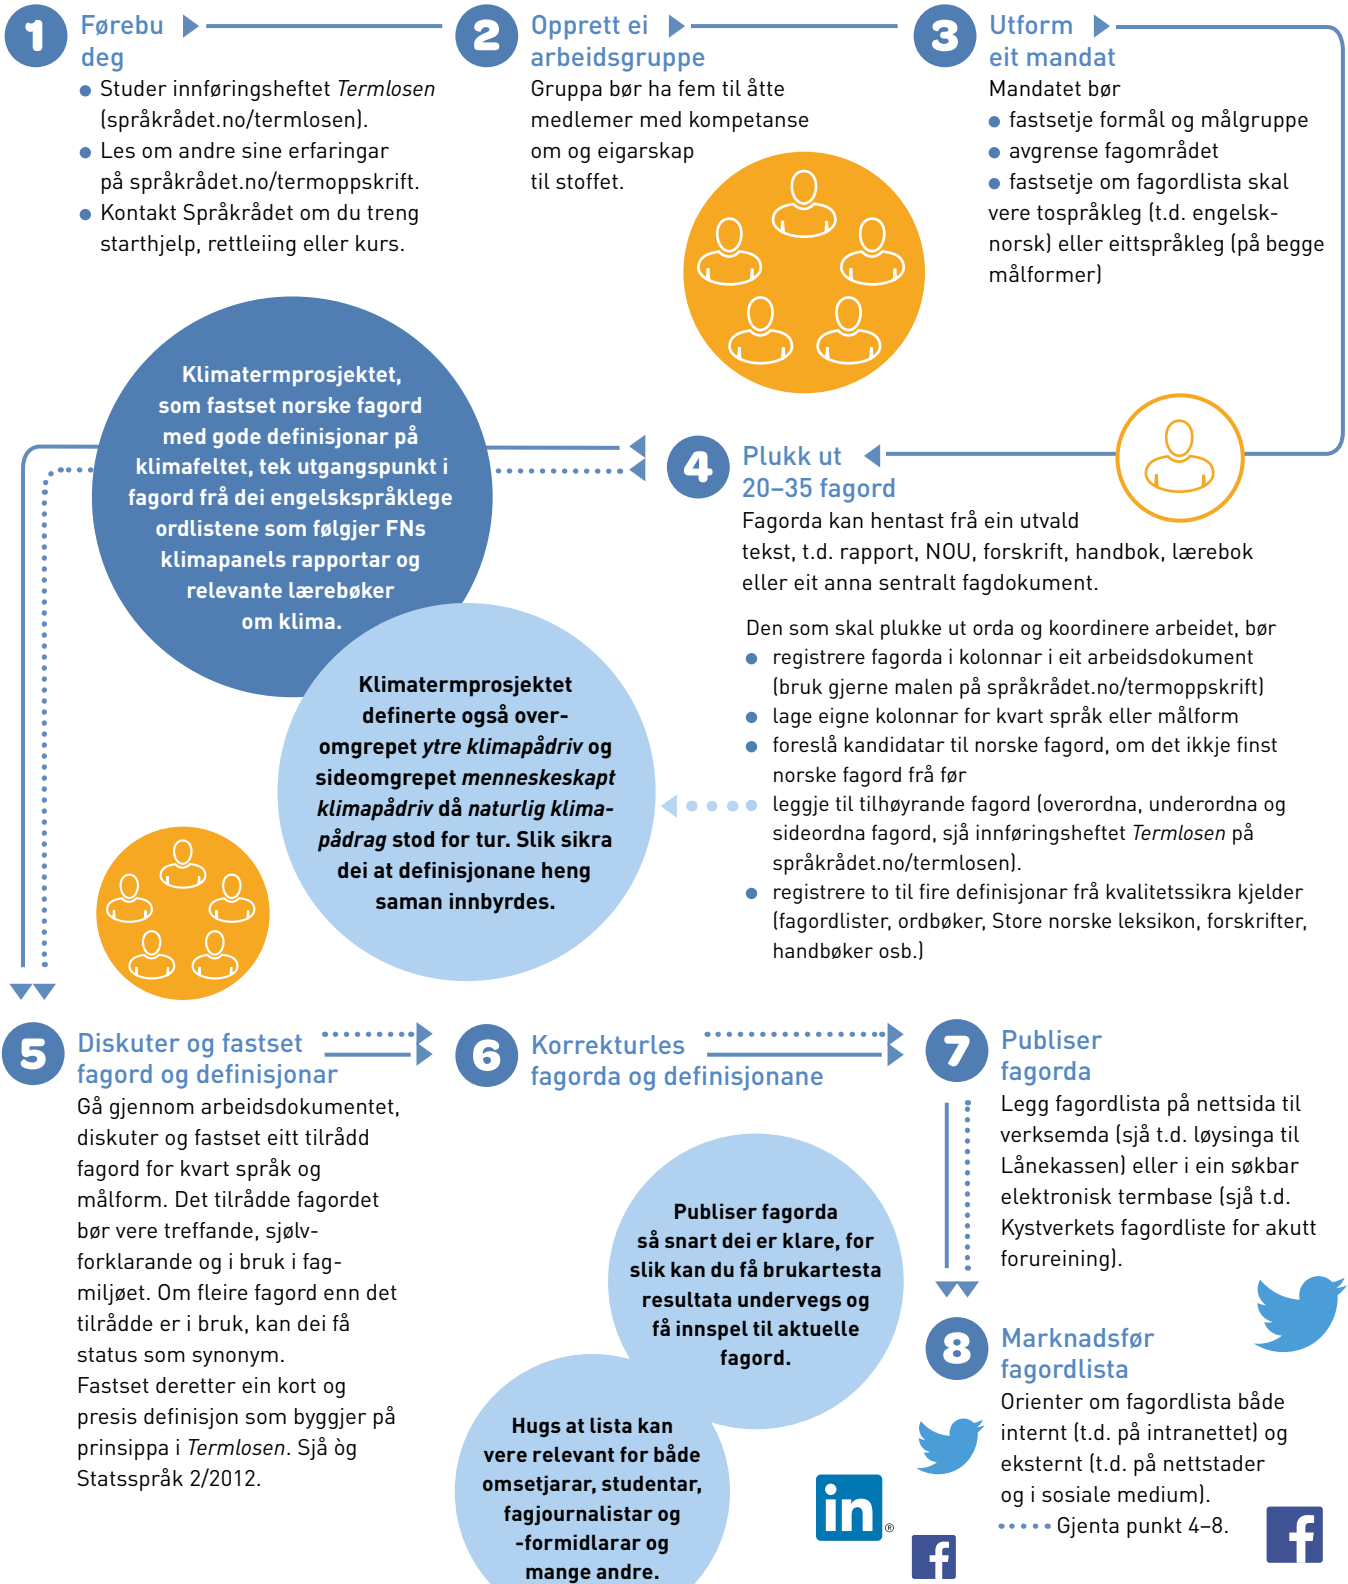 1 Førebu
deg
● Studer innføringsheftet Termlosen
(språkrådet.no/termlosen).
● Les om andre sine erfaringar
på språkrådet.no/termoppskrift.
● Kontakt Språkrådet om du treng
starthjelp, rettleiing eller kurs.
2 Opprett ei
arbeidsgruppe
Gruppa bør ha fem til åtte
medlemer med kompetanse
om og eigarskap
til stoffet.
3 Utform
eit mandat
Mandatet bør
● fastsetje formål og målgruppe
● avgrense fagområdet
● fastsetje om fagordlista skal
vere tospråkleg (t.d. engelsk-
norsk) eller eittspråkleg (på begge
målformer)
Klimatermprosjektet,
som fastset norske fagord
med gode definisjonar på
klimafeltet, tek utgangspunkt i
fagord frå dei engelskspråklege
ordlistene som følgjer FNs
klimapanels rapportar og
relevante lærebøker
om klima.
4 Plukk ut
20–35 fagord
Fagorda kan hentast frå ein utvald
tekst, t.d. rapport, NOU, forskrift, handbok, lærebok
eller eit anna sentralt fagdokument.
Den som skal plukke ut orda og koordinere arbeidet, bør
● registrere fagorda i kolonnar i eit arbeidsdokument
(bruk gjerne malen på språkrådet.no/termoppskrift)
● lage eigne kolonnar for kvart språk eller målform
● foreslå kandidatar til norske fagord, om det ikkje finst
norske fagord frå før
leggje til tilhøyrande fagord (overordna, underordna og
sideordna fagord, sjå innføringsheftet Termlosen på
språkrådet.no/termlosen).
● registrere to til fire definisjonar frå kvalitetssikra kjelder
(fagordlister, ordbøker, Store norske leksikon, forskrifter,
handbøker osb.)
Klimatermprosjektet
definerte også over-
omgrepet ytre klimapådriv og
sideomgrepet menneskeskapt
klimapådriv då naturlig klima-
pådrag stod for tur. Slik sikra
dei at definisjonane heng
saman innbyrdes.
5 Diskuter og fastset
fagord og definisjonar
Gå gjennom arbeidsdokumentet,
diskuter og fastset eitt tilrådd
fagord for kvart språk og
målform. Det tilrådde fagordet
bør vere treffande, sjølv-
forklarande og i bruk i fag-
miljøet. Om fleire fagord enn det
tilrådde er i bruk, kan dei få
status som synonym.
Fastset deretter ein kort og
presis definisjon som byggjer på
prinsippa i Termlosen. Sjå òg
Statsspråk 2/2012.
6 Korrekturles
fagorda og definisjonane
Publiser fagorda
så snart dei er klare, for
slik kan du få brukartesta
resultata undervegs og
få innspel til aktuelle
fagord.
Hugs at lista kan
vere relevant for både
omsetjarar, studentar,
fagjournalistar og
-formidlarar og
mange andre.
7 Publiser
fagorda
Legg fagordlista på nettsida til
verksemda (sjå t.d. løysinga til
Lånekassen) eller i ein søkbar
elektronisk termbase (sjå t.d.
Kystverkets fagordliste for akutt
forureining).
8 Marknadsfør
fagordlista
Orienter om fagordlista både
internt (t.d. på intranettet) og
eksternt (t.d. på nettstader
og i sosiale medium).
Gjenta punkt 4–8.
in ®
f
f